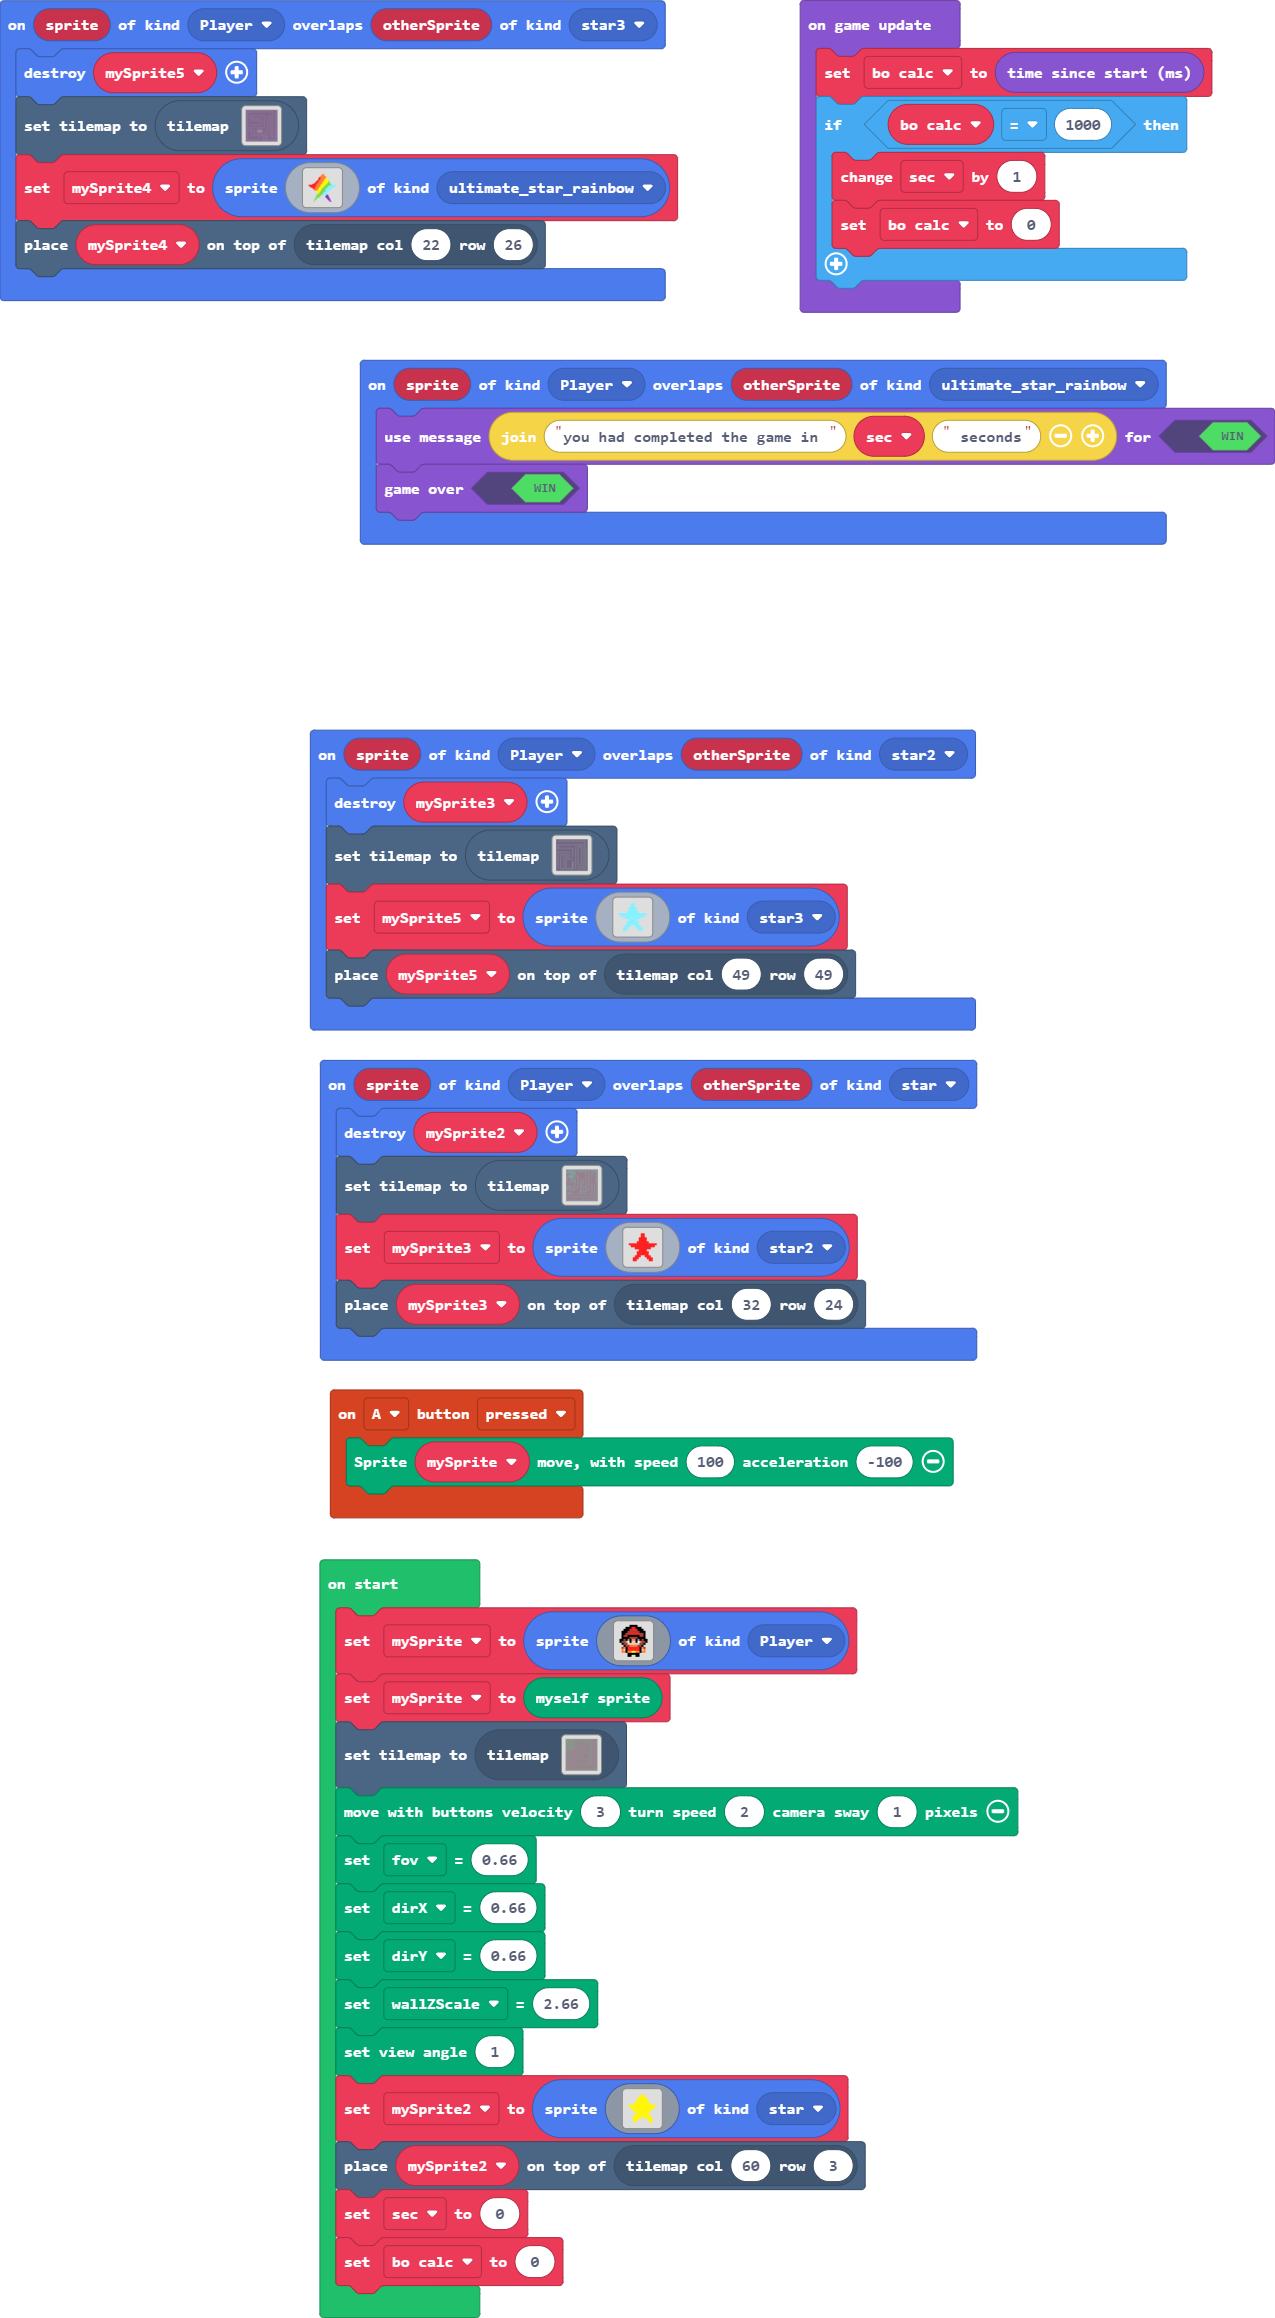 on sprite of kind Player overlaps otherSprite of kind star3
destroy mySprite5
set tilemap to tilemap
set mySprite4 to sprite of kind ultimate_star_rainbow
place mySprite4 on top of tilemap col 22 row 26
on game update
set bo calc to time since start (ms)
if bo calc = 1000 then
change sec by 1
set bo calc to 0
on sprite of kind Player overlaps otherSprite of kind ultimate_star_rainbow
use message join "you had completed the game in " sec " seconds" for WIN
game over WIN
on sprite of kind Player overlaps otherSprite of kind star2
destroy mySprite3
set tilemap to tilemap
set mySprite5 to sprite of kind star3
place mySprite5 on top of tilemap col 49 row 49
on sprite of kind Player overlaps otherSprite of kind star
destroy mySprite2
set tilemap to tilemap
set mySprite3 to sprite of kind star2
place mySprite3 on top of tilemap col 32 row 24
on A button pressed
Sprite mySprite move, with speed 100 acceleration -100
on start
set mySprite to sprite of kind Player
set mySprite to myself sprite
set tilemap to tilemap
move with buttons velocity 3 turn speed 2 camera sway 1 pixels
set fov = 0.66
set dirX = 0.66
set dirY = 0.66
set wallZScale = 2.66
set view angle 1
set mySprite2 to sprite of kind star
place mySprite2 on top of tilemap col 60 row 3
set sec to 0
set bo calc to 0